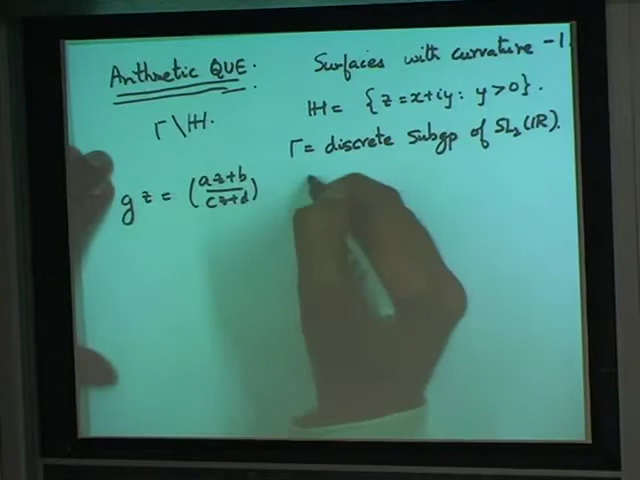 Arithmetic QUE:
Surfaces with curvature -1.
Γ\ℍ.
ℍ = {z=x+iy: y>0}.
Γ = discrete subgp of SL₂(ℝ).
gz = (az+b/cz+d)